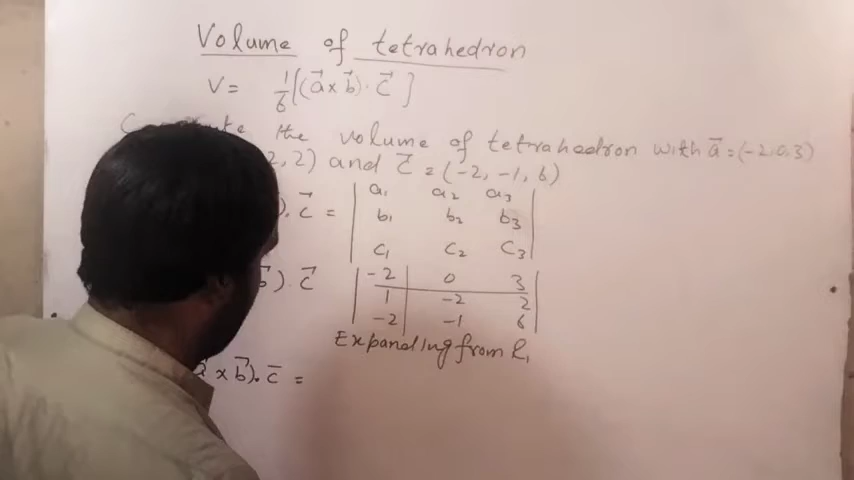 Volume of tetrahedron
V = 1/6 [(a⃗ x b⃗). c⃗]
the volume of tetrahedron with a⃗ = (-2, 0, 3)
2, 2) and c⃗ = (-2, -1, 6)
). c⃗ = | a1 a2 a3 |
b1 b2 b3
c1 c2 c3
b⃗). c⃗ | -2 0 3 |
1 -2 2
-2 -1 6
Expanding from R1
a⃗ x b⃗). c⃗ =